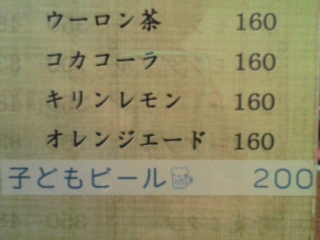 ウーロン茶 160
コカコーラ 160
キリンレモン 160
オレンジエード 160
子どもビール 200